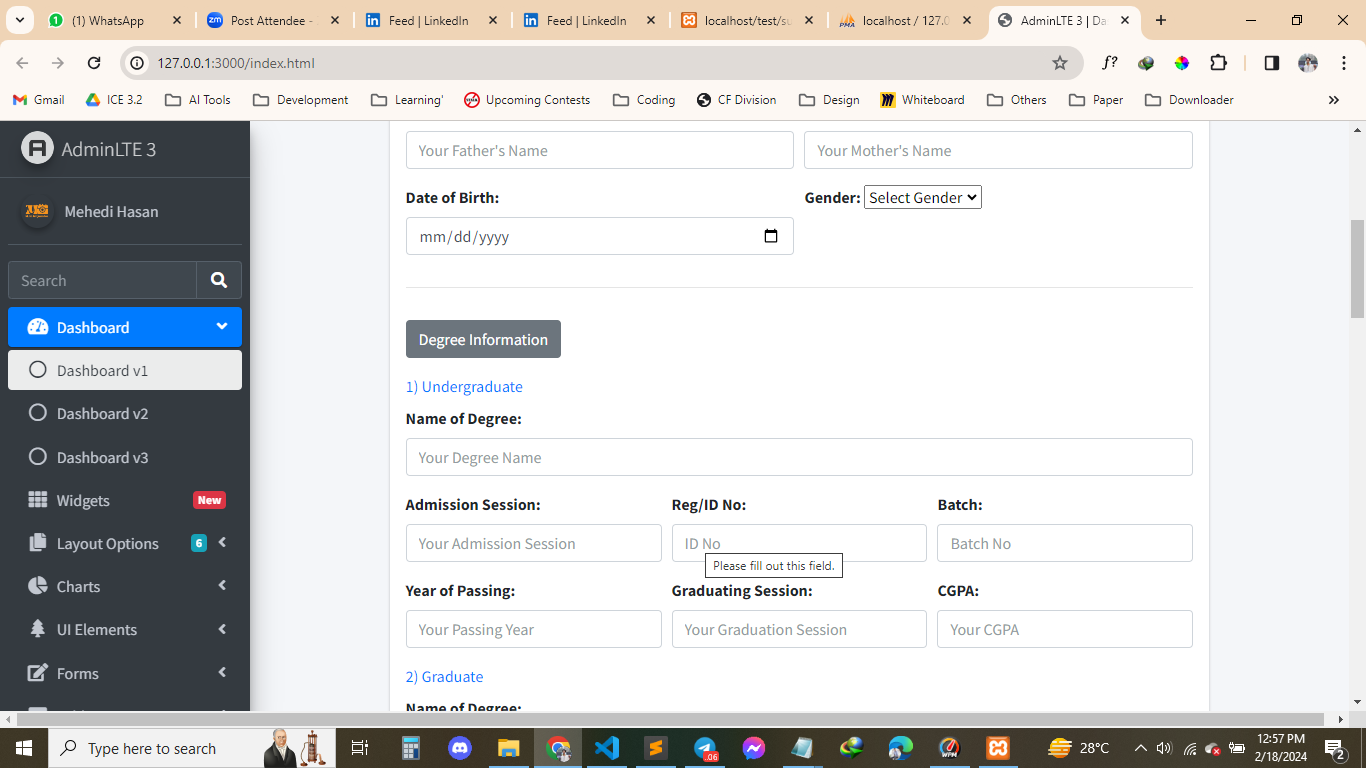 (1) WhatsApp
zm Post Attendee -
in Feed | LinkedIn
in Feed | LinkedIn
localhost/test/su
PMA localhost / 127.0
AdminLTE 3 | Da
127.0.0.1:3000/index.html
f?
Gmail ICE 3.2 AI Tools Development Learning' Upcoming Contests Coding CF Division Design Whiteboard Others Paper Downloader »
AdminLTE 3
Mehedi Hasan
Search
Dashboard
Dashboard v1
Dashboard v2
Dashboard v3
Widgets New
Layout Options 6
Charts
UI Elements
Forms
Your Father's Name Your Mother's Name
Date of Birth: Gender: Select Gender
mm/dd/yyyy
Degree Information
1) Undergraduate
Name of Degree:
Your Degree Name
Admission Session: Reg/ID No: Batch:
Your Admission Session ID No Batch No
Please fill out this field.
Year of Passing: Graduating Session: CGPA:
Your Passing Year Your Graduation Session Your CGPA
2) Graduate
Name of Degree:
Type here to search
.06
WFM
28°C
12:57 PM
2/18/2024
2